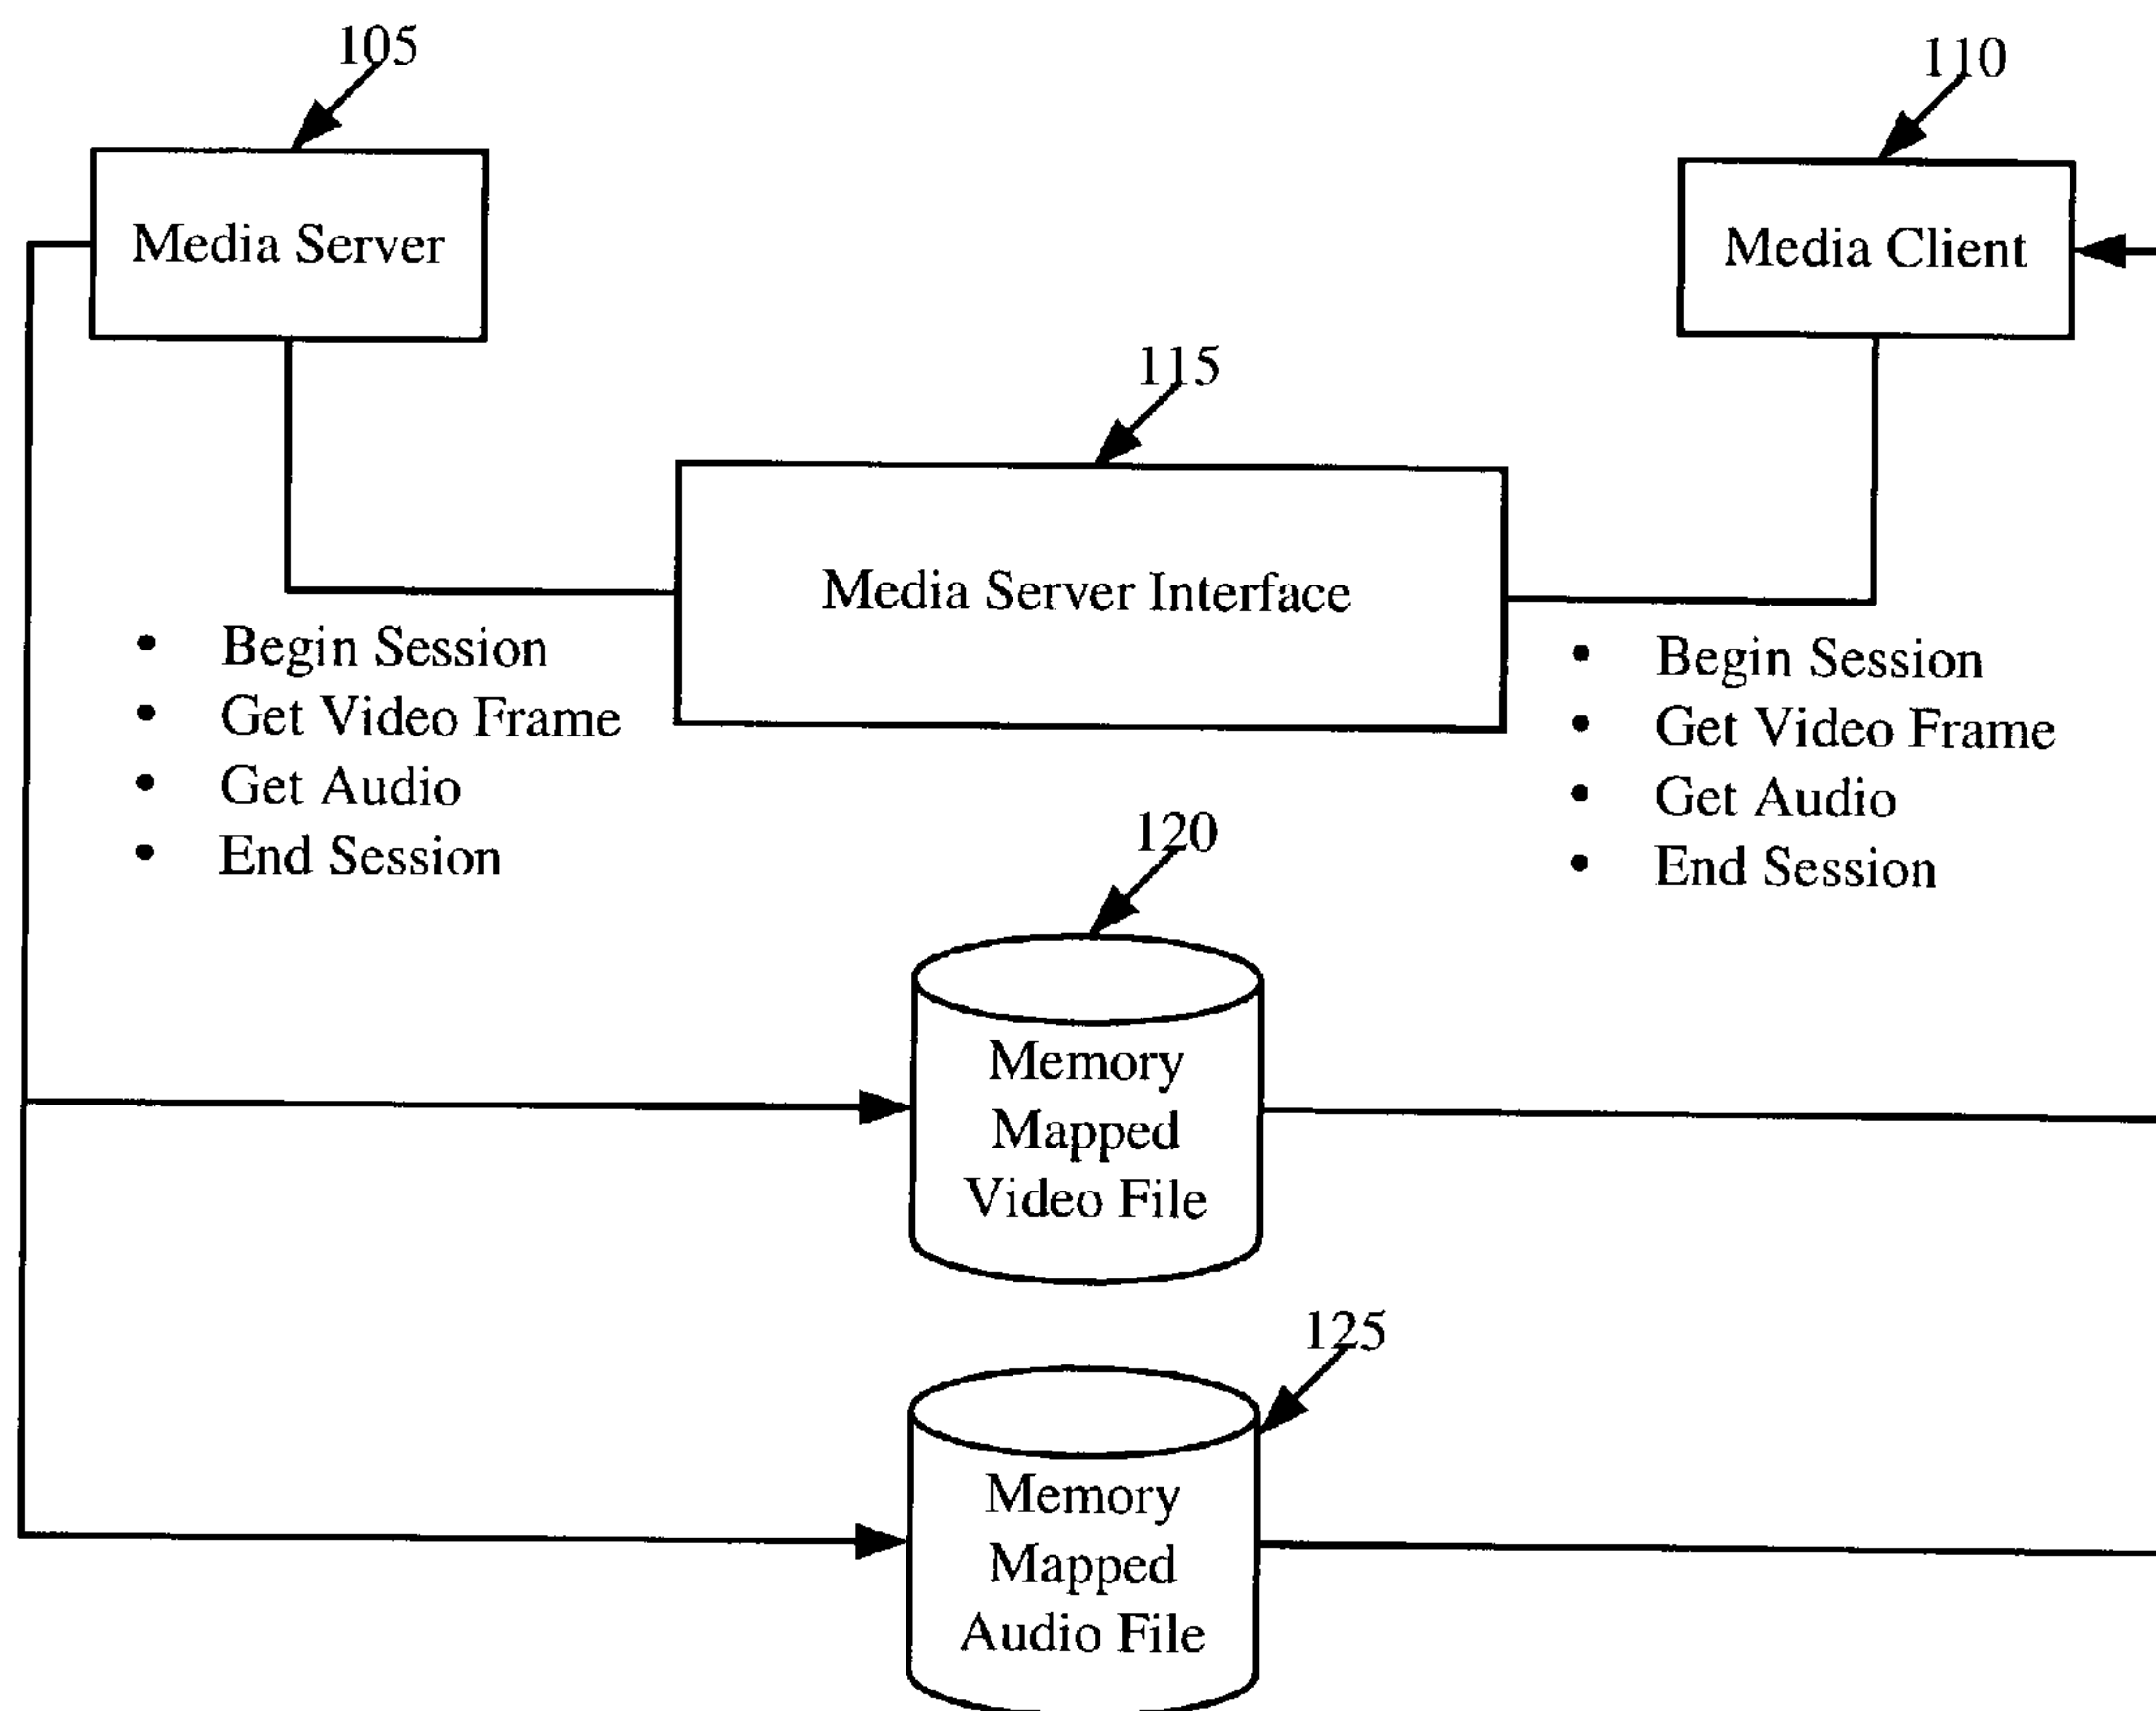 105
110
Media Server
Media Client
115
Media Server Interface
• Begin Session
• Get Video Frame
• Get Audio
• End Session
• Begin Session
• Get Video Frame
• Get Audio
• End Session
120
Memory
Mapped
Video File
125
Memory
Mapped
Audio File